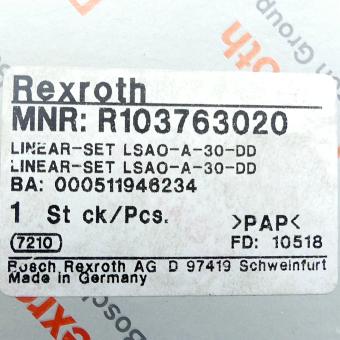 Rexroth
MNR: R103763020
LINEAR-SET LSAO-A-30-DD
LINEAR-SET LSAO-A-30-DD
BA: 000511946234
1 St ck/Pcs. >PAP<
7210 FD: 10518
Bosch Rexroth AG D 97419 Schweinfurt
Made in Germany